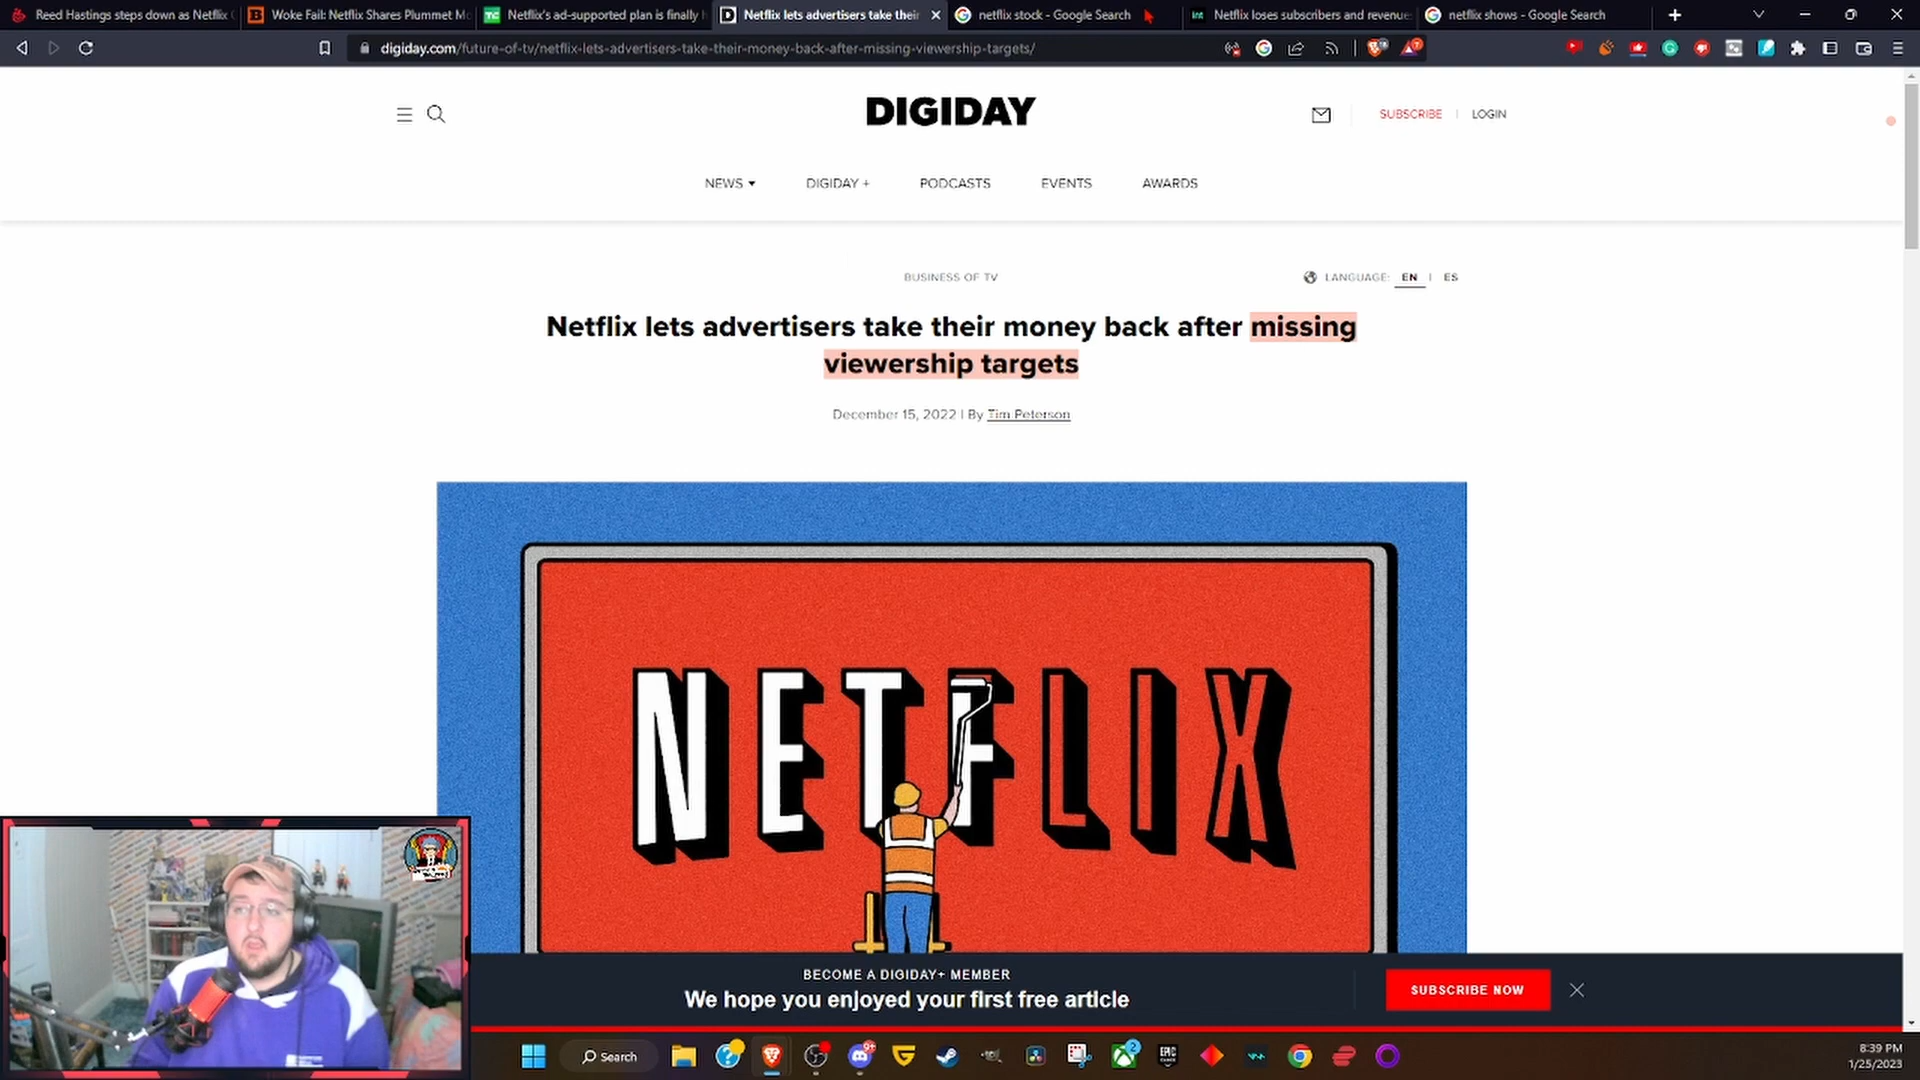 Reed Hastings steps down as Netflix
Woke Fail: Netflix Shares Plummet Mo
Netflix's ad-supported plan is finally h
Netflix lets advertisers take their
netflix stock - Google Search
Netflix loses subscribers and revenue
netflix shows - Google Search
digiday.com/future-of-tv/netflix-lets-advertisers-take-their-money-back-after-missing-viewership-targets/
DIGIDAY
SUBSCRIBE | LOGIN
NEWS DIGIDAY + PODCASTS EVENTS AWARDS
BUSINESS OF TV
LANGUAGE: EN | ES
Netflix lets advertisers take their money back after missing
viewership targets
December 15, 2022 | By Tim Peterson
NETFLIX
BECOME A DIGIDAY+ MEMBER
We hope you enjoyed your first free article
SUBSCRIBE NOW
Search
EPIC
8:39 PM
1/25/2023